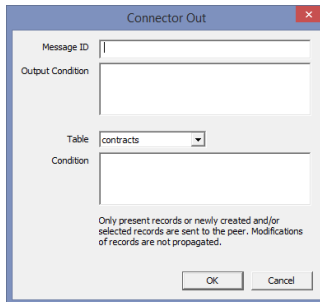 Connector Out
Message ID
Output Condition
Table
contracts
Condition
Only present records or newly created and/or
selected records are sent to the peer. Modifications
of records are not propagated.
OK
Cancel